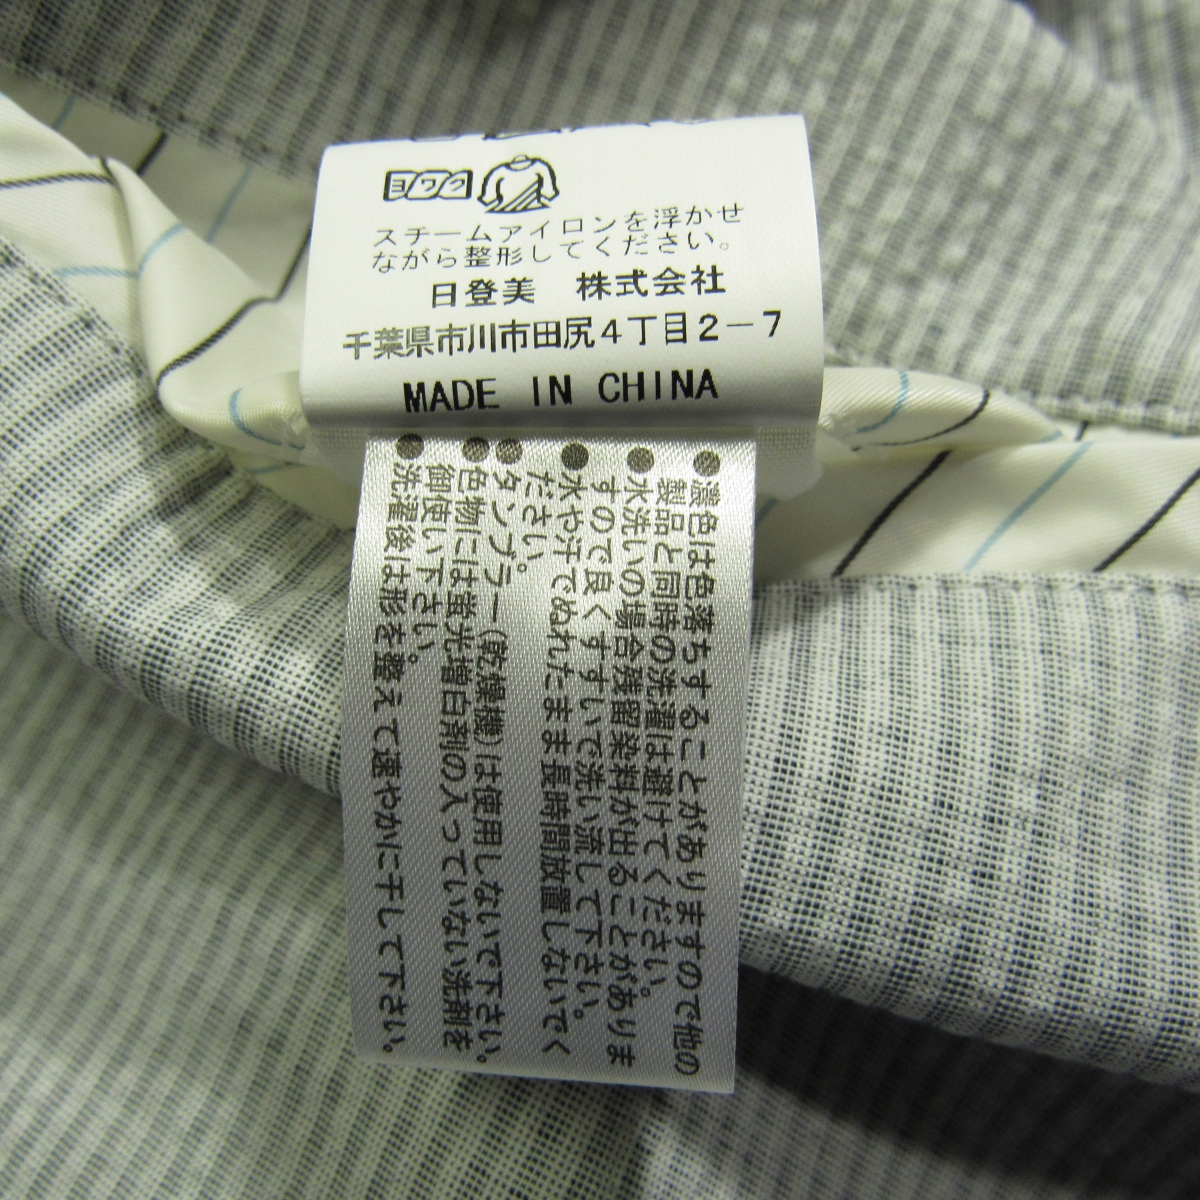 ヨワク
スチームアイロンを浮かせ
ながら整形してください。
日登美 株式会社
千葉県市川市田尻4丁目2-7
MADE IN CHINA
●濃色は色落ちすることがありますので他の
製品と同時の洗濯は避けてください。
●水洗いの場合残留染料が出ることがありま
すので良くすすいで洗い流して下さい。
●水や汗でぬれたまま長時間放置しないでく
ださい。
●タンブラー(乾燥機)は使用しないで下さい。
●色物には蛍光増白剤の入っていない洗剤を
御使い下さい。
●洗濯後は形を整えて速やかに干して下さい。